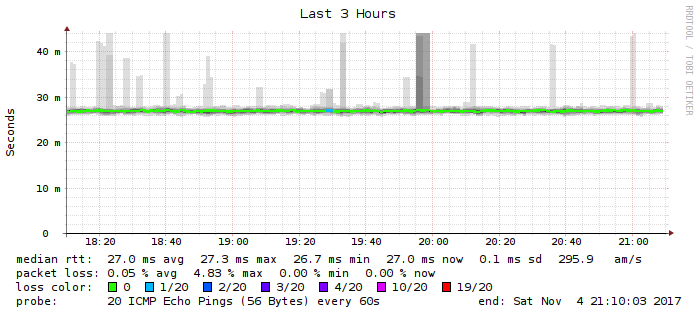 Last 3 Hours
RRDTOOL / TOBI OETIKER
Seconds
40 m
30 m
20 m
10 m
0
18:20 18:40 19:00 19:20 19:40 20:00 20:20 20:40 21:00
median rtt: 27.0 ms avg 27.3 ms max 26.7 ms min 27.0 ms now 0.1 ms sd 295.9 am/s
packet loss: 0.05 % avg 4.83 % max 0.00 % min 0.00 % now
loss color: 0 1/20 2/20 3/20 4/20 10/20 19/20
probe: 20 ICMP Echo Pings (56 Bytes) every 60s end: Sat Nov 4 21:10:03 2017